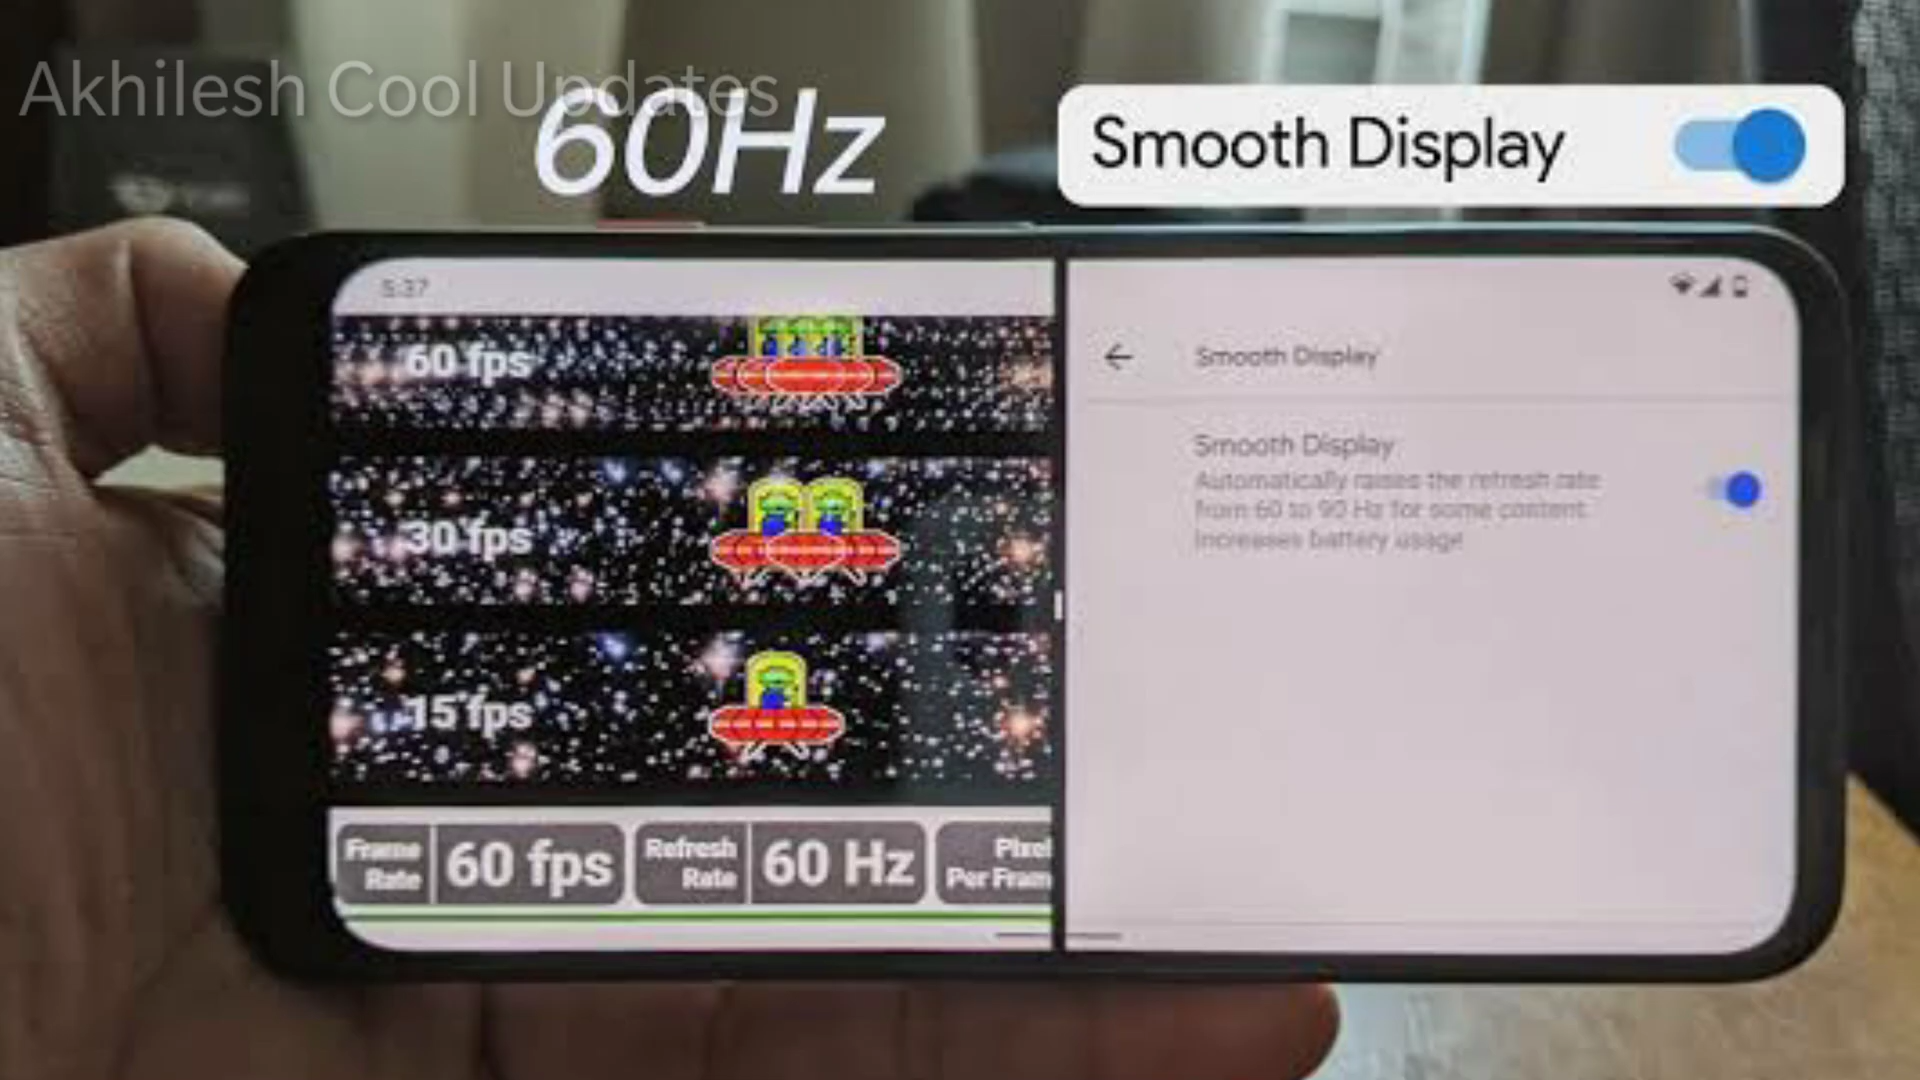 Akhilesh Cool Updates
60Hz
Smooth Display
5:37
60 fps
30 fps
15 fps
Frame
Rate
60 fps
Refresh
Rate
60 Hz
Pixel
Per Fram
Smooth Display
Smooth Display
Automatically raises the refresh rate
from 60 to 90 Hz for some content.
Increases battery usage